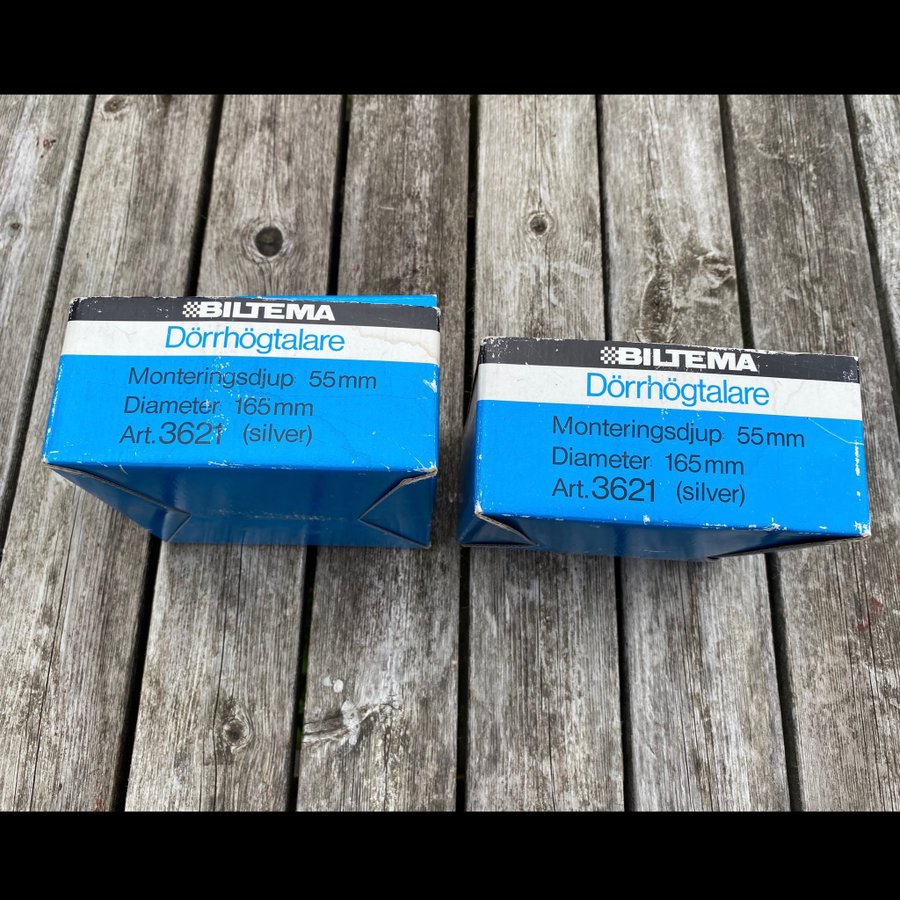 BILTEMA
Dörrhögtalare
Monteringsdjup: 55mm
Diameter: 165mm
Art. 3621 (silver)
BILTEMA
Dörrhögtalare
Monteringsdjup: 55mm
Diameter: 165mm
Art. 3621 (silver)